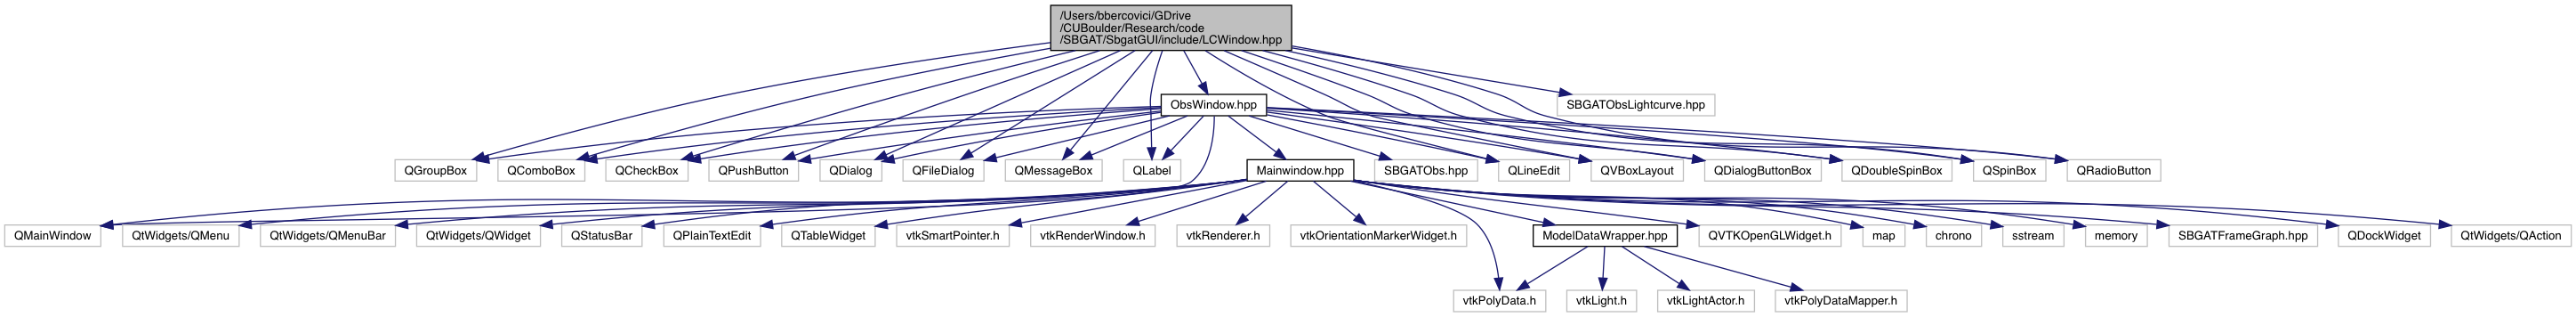 /Users/bbercovici/GDrive
/CUBoulder/Research/code
/SBGAT/SbgatGUI/include/LCWindow.hpp
ObsWindow.hpp
SBGATObsLightcurve.hpp
QGroupBox
QComboBox
QCheckBox
QPushButton
QDialog
QFileDialog
QMessageBox
QLabel
Mainwindow.hpp
SBGATObs.hpp
QLineEdit
QVBoxLayout
QDialogButtonBox
QDoubleSpinBox
QSpinBox
QRadioButton
QMainWindow
QtWidgets/QMenu
QtWidgets/QMenuBar
QtWidgets/QWidget
QStatusBar
QPlainTextEdit
QTableWidget
vtkSmartPointer.h
vtkRenderWindow.h
vtkRenderer.h
vtkOrientationMarkerWidget.h
ModelDataWrapper.hpp
QVTKOpenGLWidget.h
map
chrono
sstream
memory
SBGATFrameGraph.hpp
QDockWidget
QtWidgets/QAction
vtkPolyData.h
vtkLight.h
vtkLightActor.h
vtkPolyDataMapper.h